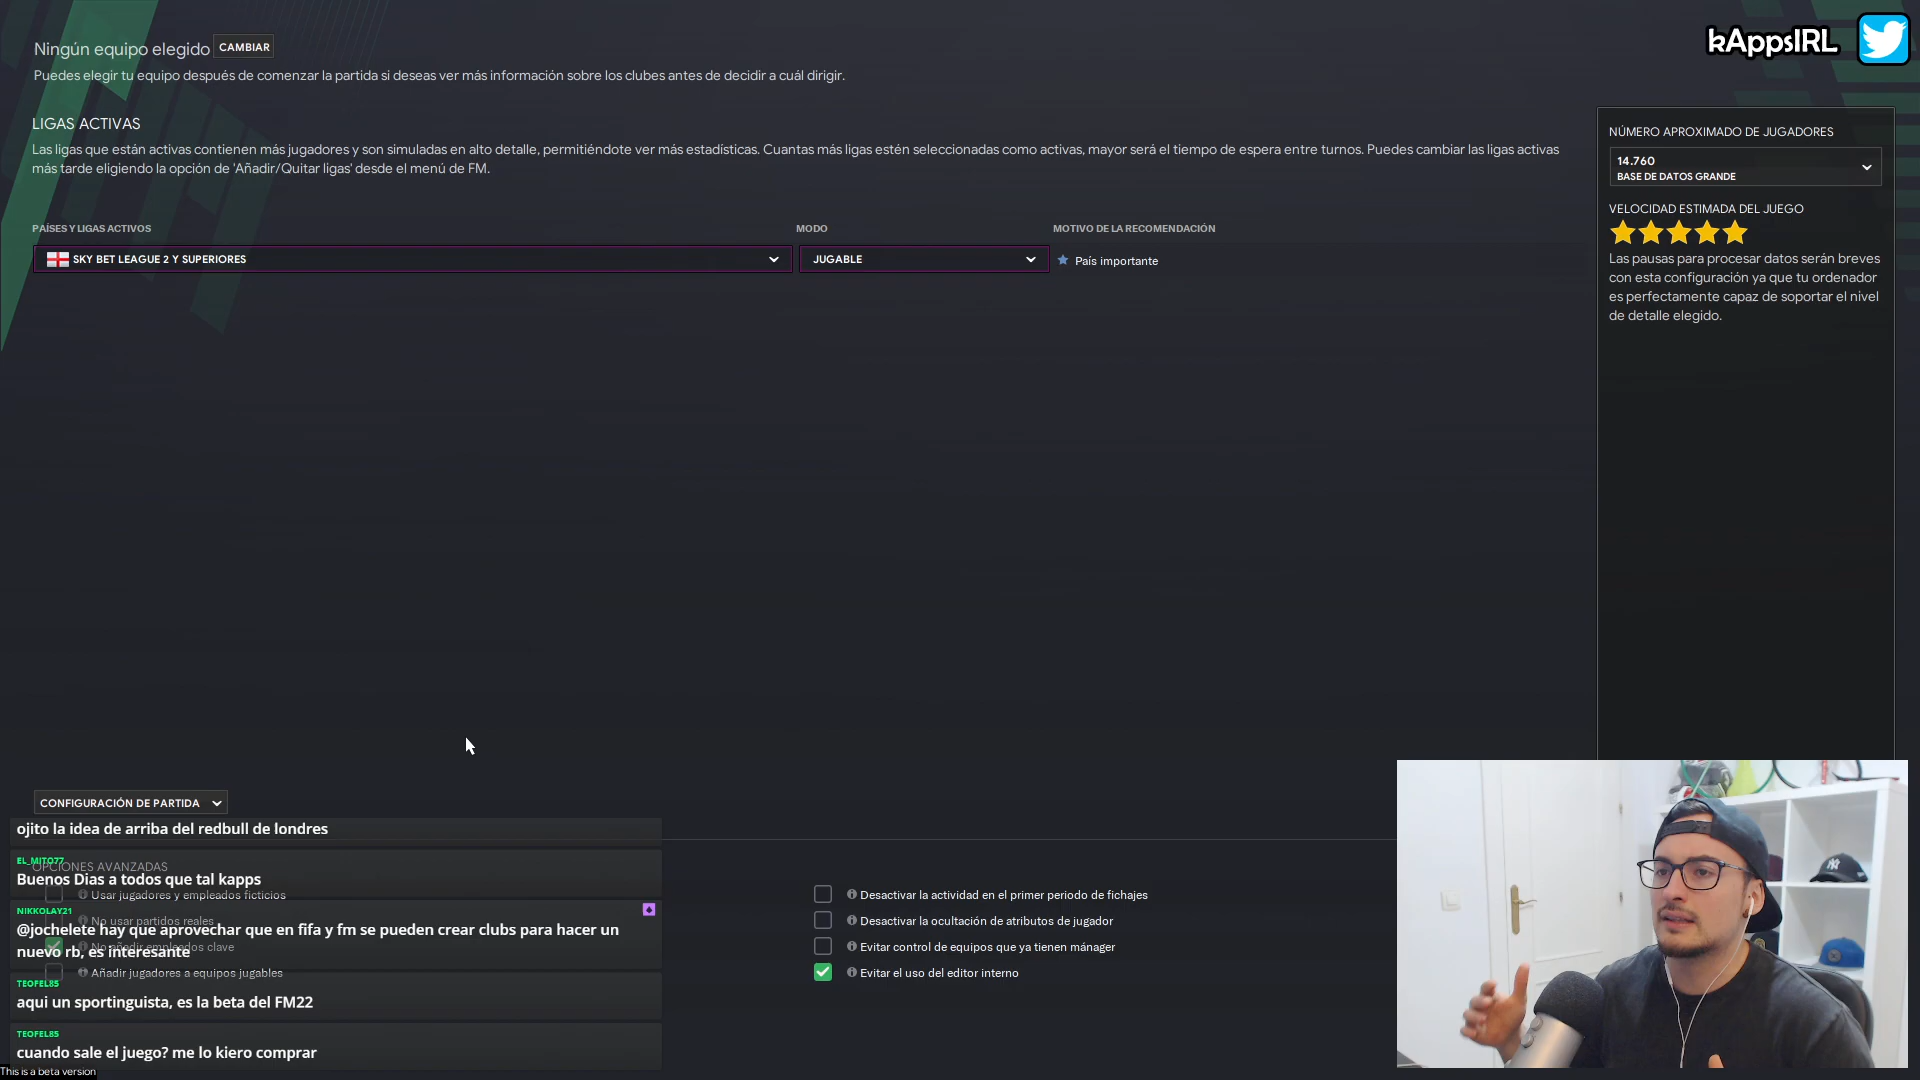 Ningún equipo elegido CAMBIAR
kAppsIRL
Puedes elegir tu equipo después de comenzar la partida si deseas ver más información sobre los clubes antes de decidir a cuál dirigir.
LIGAS ACTIVAS
Las ligas que están activas contienen más jugadores y son simuladas en alto detalle, permitiéndote ver más estadísticas. Cuantas más ligas estén seleccionadas como activas, mayor será el tiempo de espera entre turnos. Puedes cambiar las ligas activas
más tarde eligiendo la opción de 'Añadir/Quitar ligas' desde el menú de FM.
PAÍSES Y LIGAS ACTIVOS
MODO
MOTIVO DE LA RECOMENDACIÓN
SKY BET LEAGUE 2 Y SUPERIORES
JUGABLE
País importante
NÚMERO APROXIMADO DE JUGADORES
14.760
BASE DE DATOS GRANDE
VELOCIDAD ESTIMADA DEL JUEGO
Las pausas para procesar datos serán breves
con esta configuración ya que tu ordenador
es perfectamente capaz de soportar el nivel
de detalle elegido.
CONFIGURACIÓN DE PARTIDA
ojito la idea de arriba del redbull de londres
EL_MITO77
OPCIONES AVANZADAS
Buenos Dias a todos que tal kapps
Usar jugadores y empleados ficticios
NIKKOLAY21
No usar partidos reales
@jochelete hay que aprovechar que en fifa y fm se pueden crear clubs para hacer un
No añadir empleados clave
nuevo rb, es interesante
Añadir jugadores a equipos jugables
TEOFEL85
aqui un sportinguista, es la beta del FM22
TEOFEL85
cuando sale el juego? me lo kiero comprar
This is a beta version
Desactivar la actividad en el primer periodo de fichajes
Desactivar la ocultación de atributos de jugador
Evitar control de equipos que ya tienen mánager
Evitar el uso del editor interno